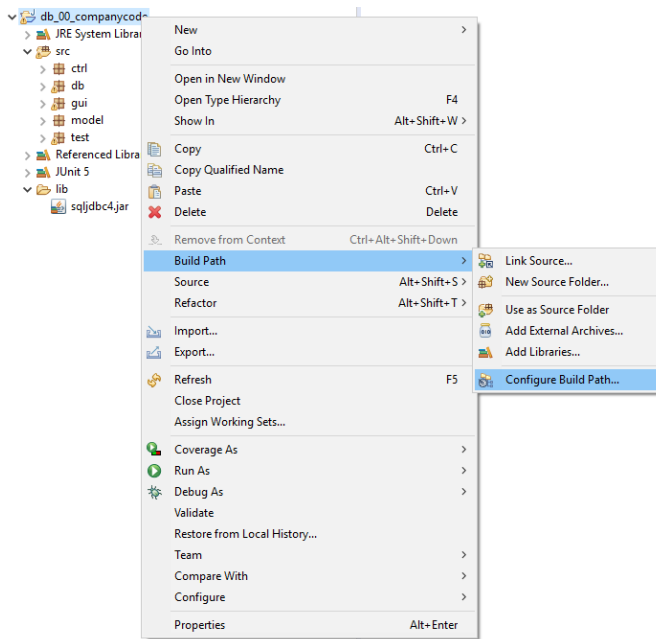 db_00_companycode
JRE System Librar
src
ctrl
db
gui
model
test
Referenced Libra
JUnit 5
lib
sqljdbc4.jar
New
Go Into
Open in New Window
Open Type Hierarchy F4
Show In Alt+Shift+W >
Copy Ctrl+C
Copy Qualified Name
Paste Ctrl+V
Delete Delete
Remove from Context Ctrl+Alt+Shift+Down
Build Path
Source Alt+Shift+S >
Refactor Alt+Shift+T >
Import...
Export...
Refresh F5
Close Project
Assign Working Sets...
Coverage As
Run As
Debug As
Validate
Restore from Local History...
Team
Compare With
Configure
Properties Alt+Enter
Link Source...
New Source Folder...
Use as Source Folder
Add External Archives...
Add Libraries...
Configure Build Path...